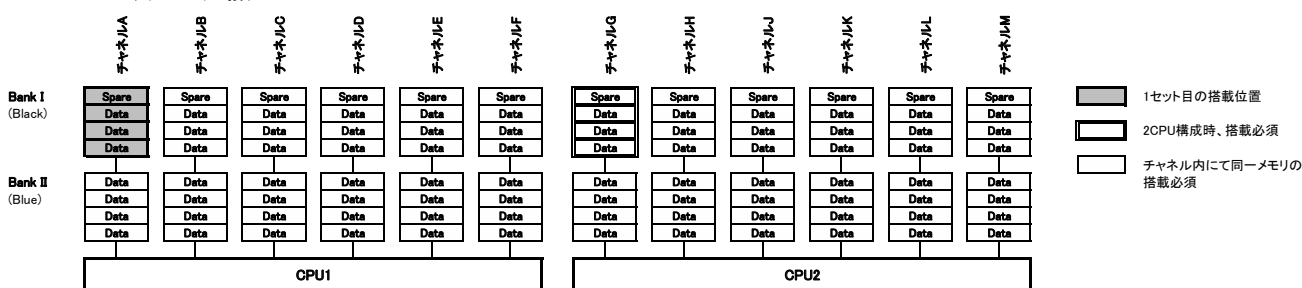 チャネルA チャネルB チャネルC チャネルD チャネルE チャネルF チャネルG チャネルH チャネルJ チャネルK チャネルL チャネルM
Bank I Spare Spare Spare Spare Spare Spare Spare Spare Spare Spare Spare Spare 1セット目の搭載位置
(Black) Data Data Data Data Data Data Data Data Data Data Data Data
Data Data Data Data Data Data Data Data Data Data Data Data 2CPU構成時、搭載必須
Data Data Data Data Data Data Data Data Data Data Data Data
チャネル内にて同一メモリの
Bank II Data Data Data Data Data Data Data Data Data Data Data Data 搭載必須
(Blue) Data Data Data Data Data Data Data Data Data Data Data Data
Data Data Data Data Data Data Data Data Data Data Data Data
Data Data Data Data Data Data Data Data Data Data Data Data
CPU1 CPU2